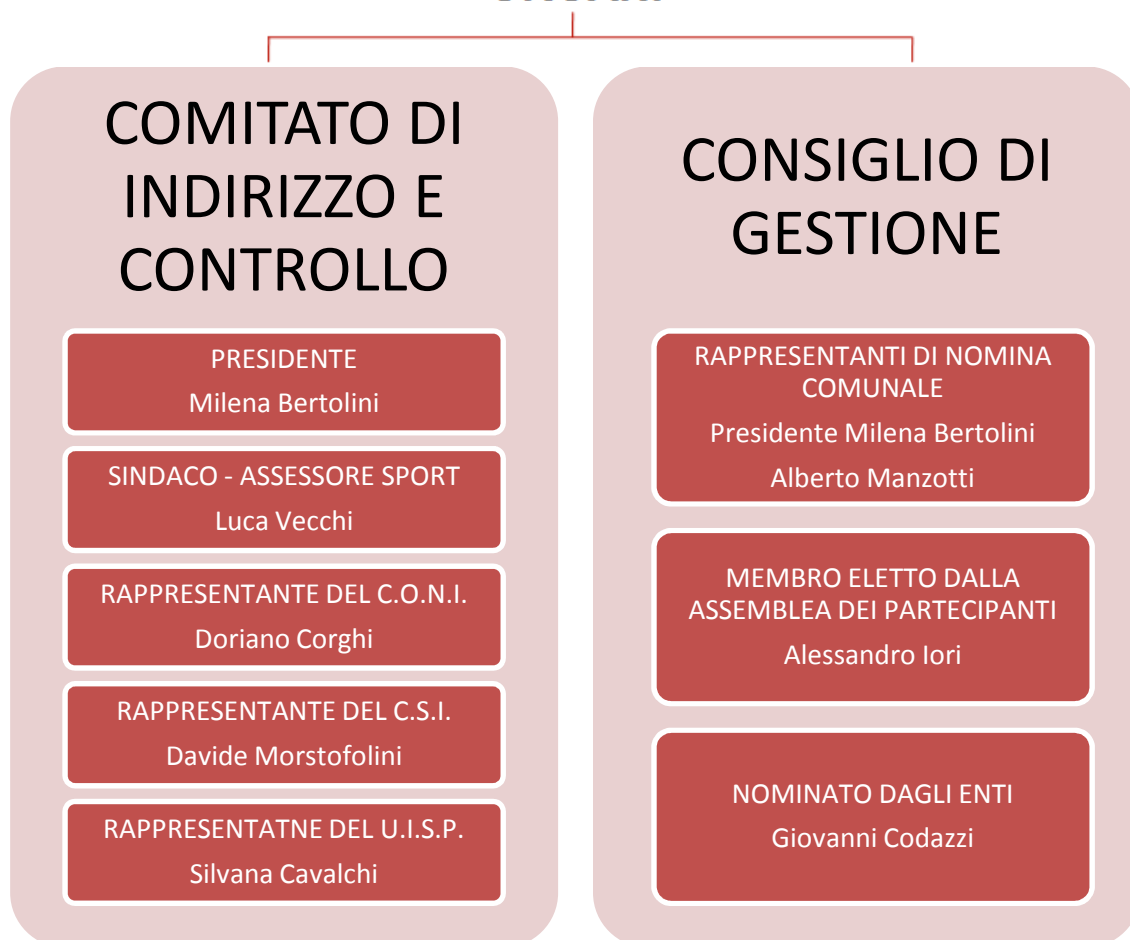 COMITATO DI
INDIRIZZO E
CONTROLLO
PRESIDENTE
Milena Bertolini
SINDACO - ASSESSORE SPORT
Luca Vecchi
RAPPRESENTANTE DEL C.O.N.I.
Doriano Corghi
RAPPRESENTANTE DEL C.S.I.
Davide Morstofolini
RAPPRESENTATNE DEL U.I.S.P.
Silvana Cavalchi
CONSIGLIO DI
GESTIONE
RAPPRESENTANTI DI NOMINA
COMUNALE
Presidente Milena Bertolini
Alberto Manzotti
MEMBRO ELETTO DALLA
ASSEMBLEA DEI PARTECIPANTI
Alessandro Iori
NOMINATO DAGLI ENTI
Giovanni Codazzi